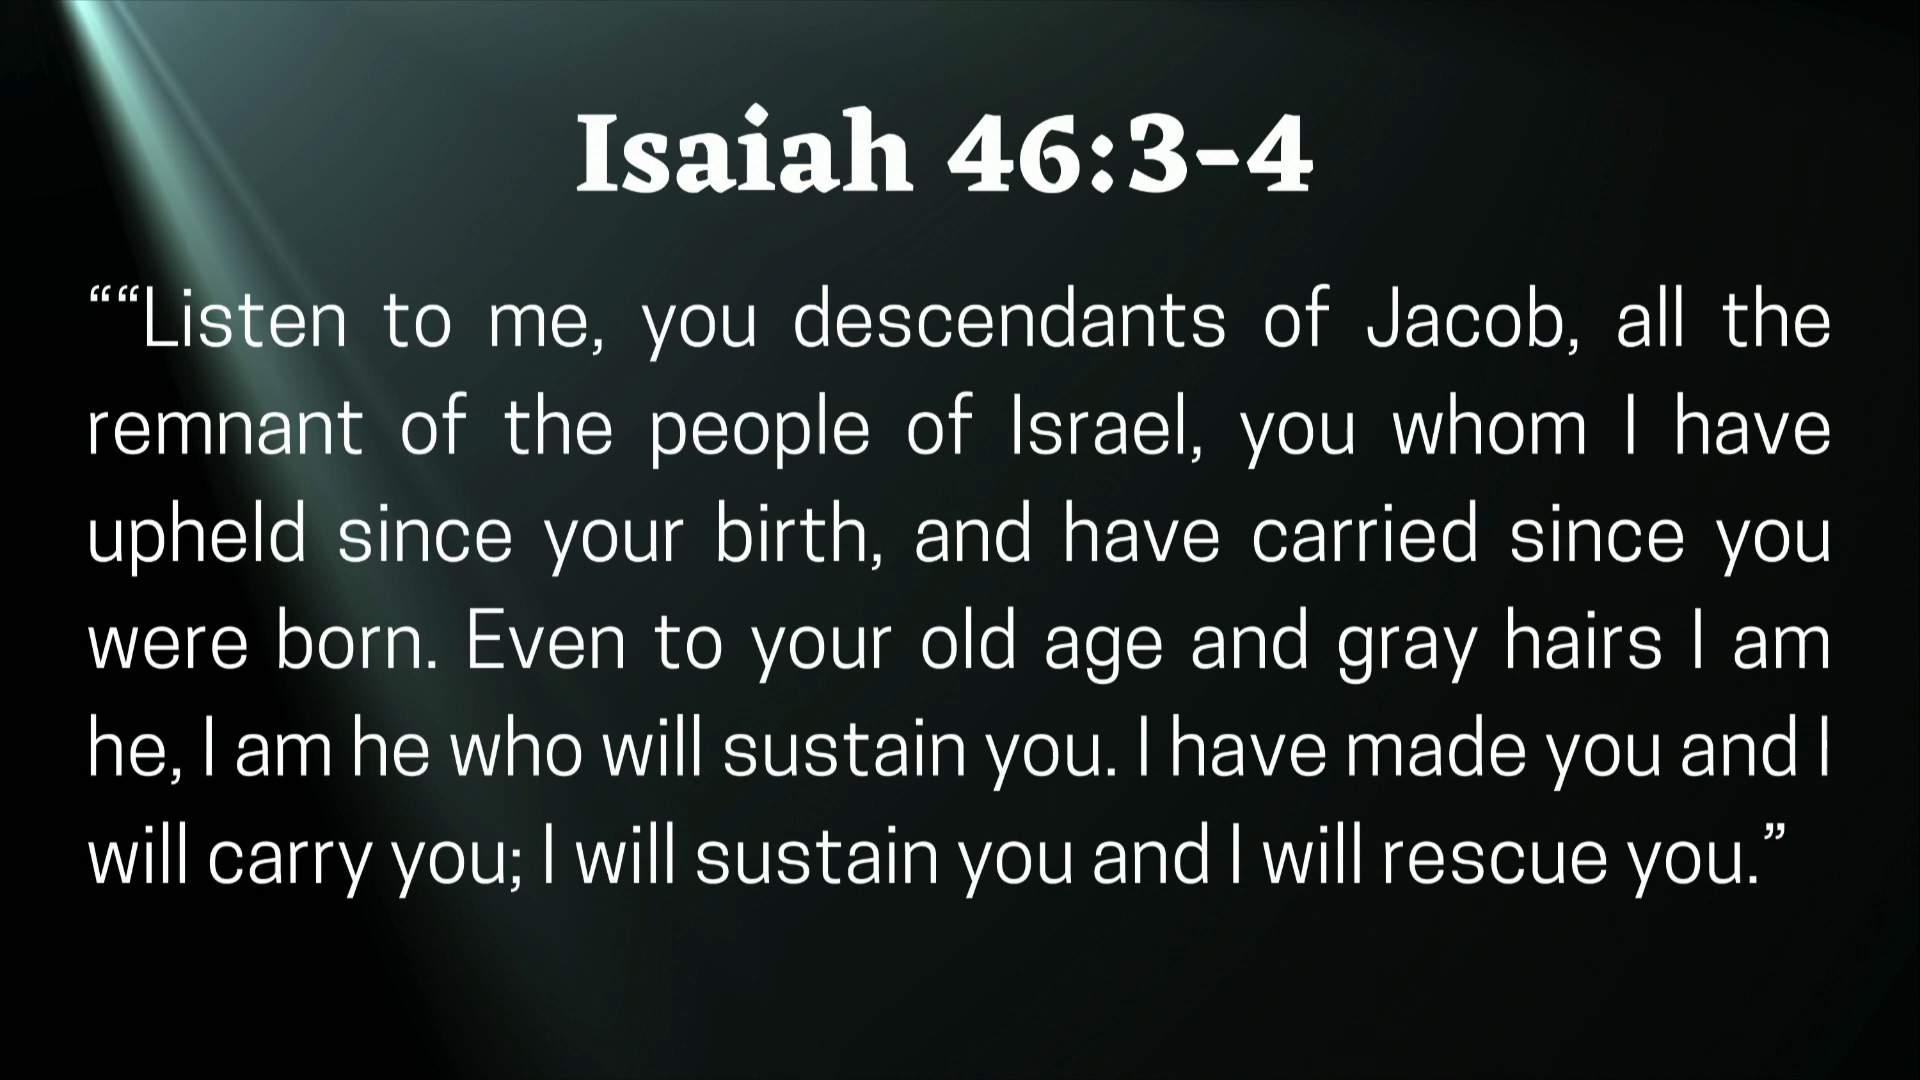 Isaiah 46:3-4
““Listen to me, you descendants of Jacob, all the
remnant of the people of Israel, you whom I have
upheld since your birth, and have carried since you
were born. Even to your old age and gray hairs I am
he, I am he who will sustain you. I have made you and I
will carry you; I will sustain you and I will rescue you.”